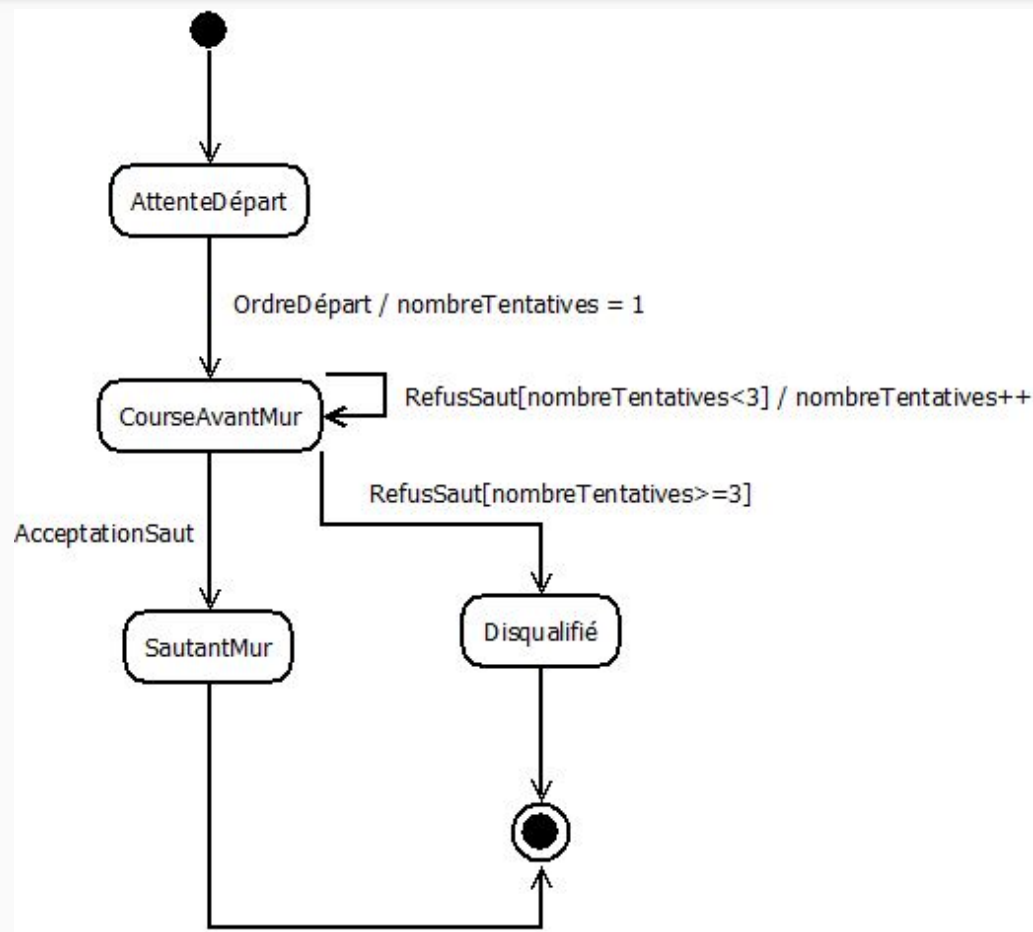 AttenteDépart
OrdreDépart / nombreTentatives = 1
RefusSaut[nombreTentatives<3] / nombreTentatives++
CourseAvantMur
RefusSaut[nombreTentatives>=3]
AcceptationSaut
SautantMur
Disqualifié